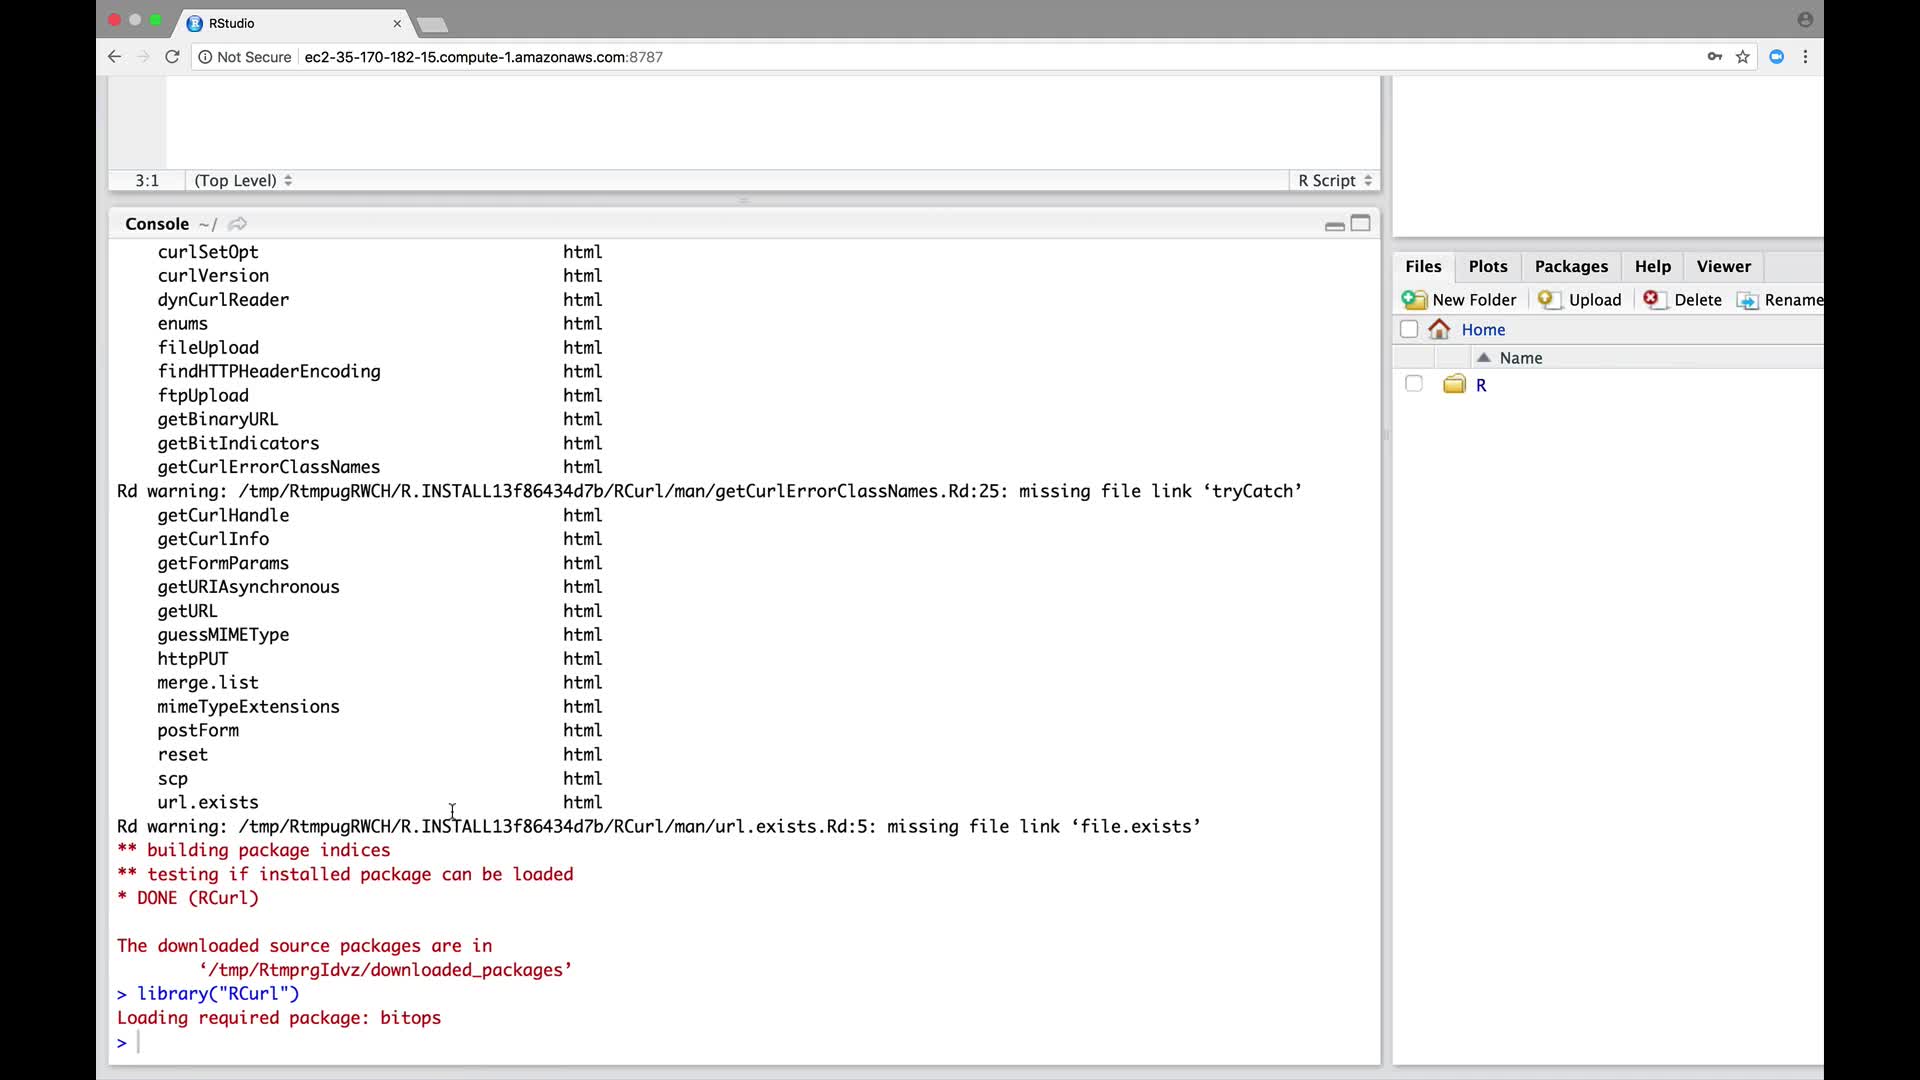 RStudio
Not Secure ec2-35-170-182-15.compute-1.amazonaws.com:8787
3:1 (Top Level) R Script
Console ~/
curlSetOpt html
curlVersion html
dynCurlReader html
enums html
fileUpload html
findHTTPHeaderEncoding html
ftpUpload html
getBinaryURL html
getBitIndicators html
getCurlErrorClassNames html
Rd warning: /tmp/RtmpugRWCH/R.INSTALL13f86434d7b/RCurl/man/getCurlErrorClassNames.Rd:25: missing file link ‘tryCatch’
getCurlHandle html
getCurlInfo html
getFormParams html
getURIAsynchronous html
getURL html
guessMIMEType html
httpPUT html
merge.list html
mimeTypeExtensions html
postForm html
reset html
scp html
url.exists html
Rd warning: /tmp/RtmpugRWCH/R.INSTALL13f86434d7b/RCurl/man/url.exists.Rd:5: missing file link ‘file.exists’
** building package indices
** testing if installed package can be loaded
* DONE (RCurl)
The downloaded source packages are in
‘/tmp/RtmprgIdvz/downloaded_packages’
> library("RCurl")
Loading required package: bitops
>
Files Plots Packages Help Viewer
New Folder Upload Delete Rename
Home
Name
R